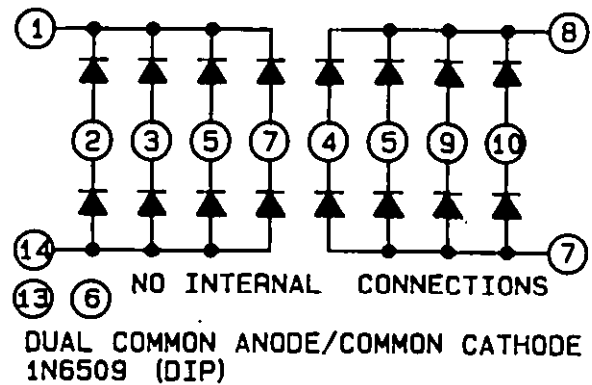 1 8
2 3 5 7 4 5 9 10
14 7
13 6 NO INTERNAL CONNECTIONS
DUAL COMMON ANODE/COMMON CATHODE
1N6509 (DIP)